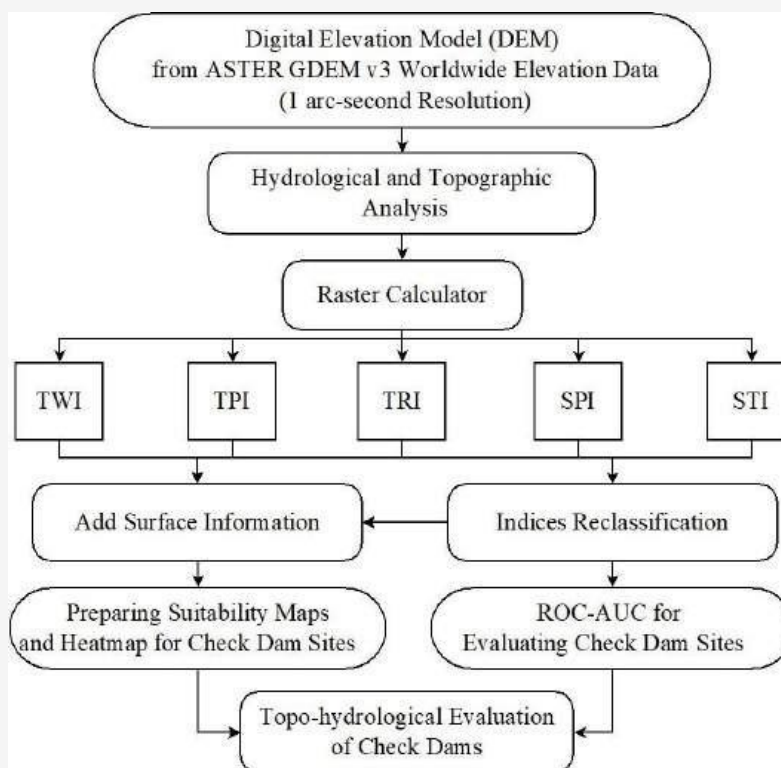 Digital Elevation Model (DEM)
from ASTER GDEM v3 Worldwide Elevation Data
(1 arc-second Resolution)
Hydrological and Topographic
Analysis
Raster Calculator
TWI
TPI
TRI
SPI
STI
Add Surface Information
Indices Reclassification
Preparing Suitability Maps
and Heatmap for Check Dam Sites
ROC-AUC for
Evaluating Check Dam Sites
Topo-hydrological Evaluation
of Check Dams